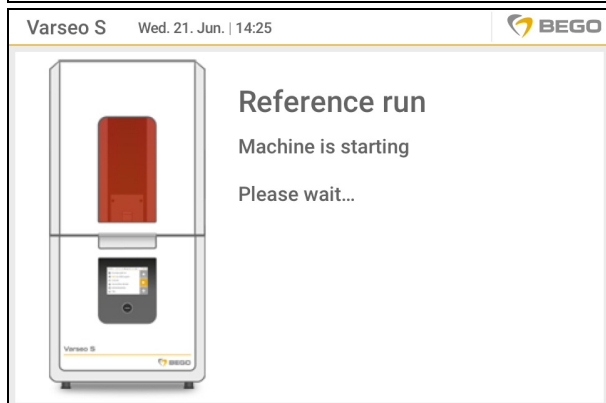 Varseo S
Wed. 21. Jun. | 14:25
BEGO
Reference run
Machine is starting
Please wait...
Varseo S
BEGO